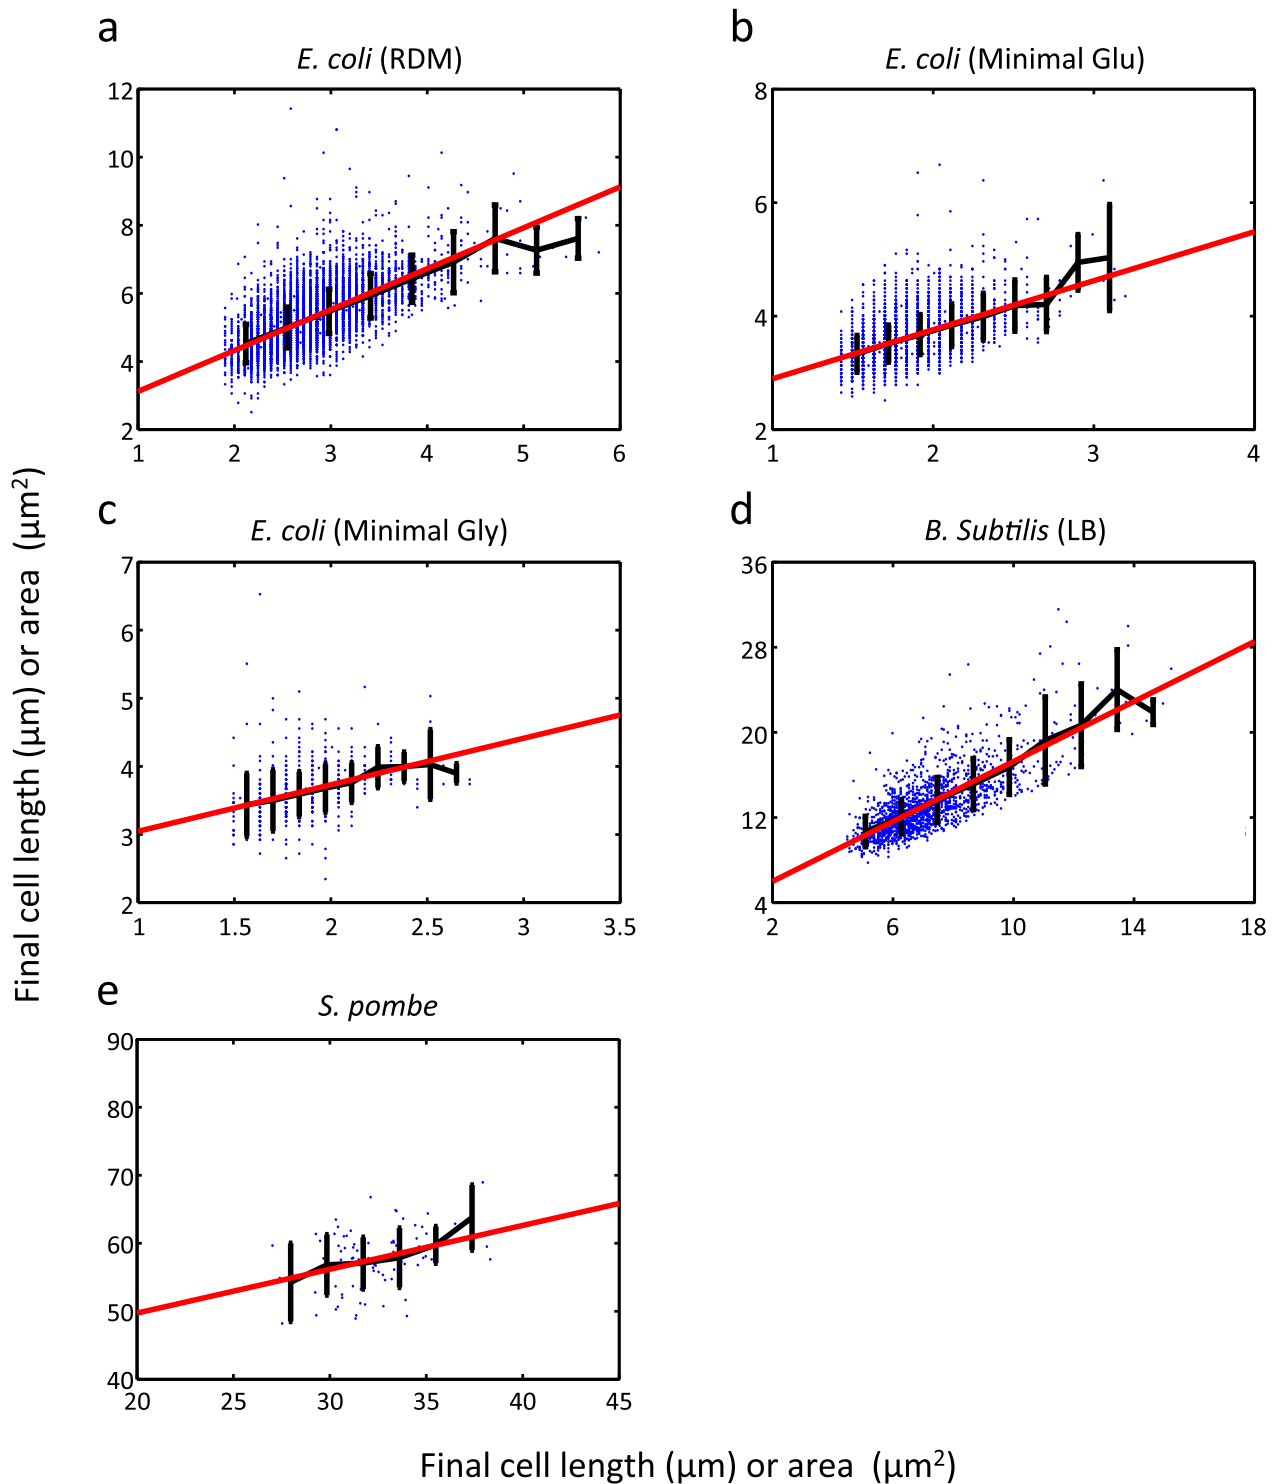 a
E. coli (RDM)
12
10
8
6
4
2
1 2 3 4 5 6
b
E. coli (Minimal Glu)
8
6
4
2
1 2 3 4
c
E. coli (Minimal Gly)
7
6
5
4
3
2
1 1.5 2 2.5 3 3.5
d
B. Subtilis (LB)
36
28
20
12
4
2 6 10 14 18
e
S. pombe
90
80
70
60
50
40
20 25 30 35 40 45
Final cell length (μm) or area (μm²)
Final cell length (μm) or area (μm²)